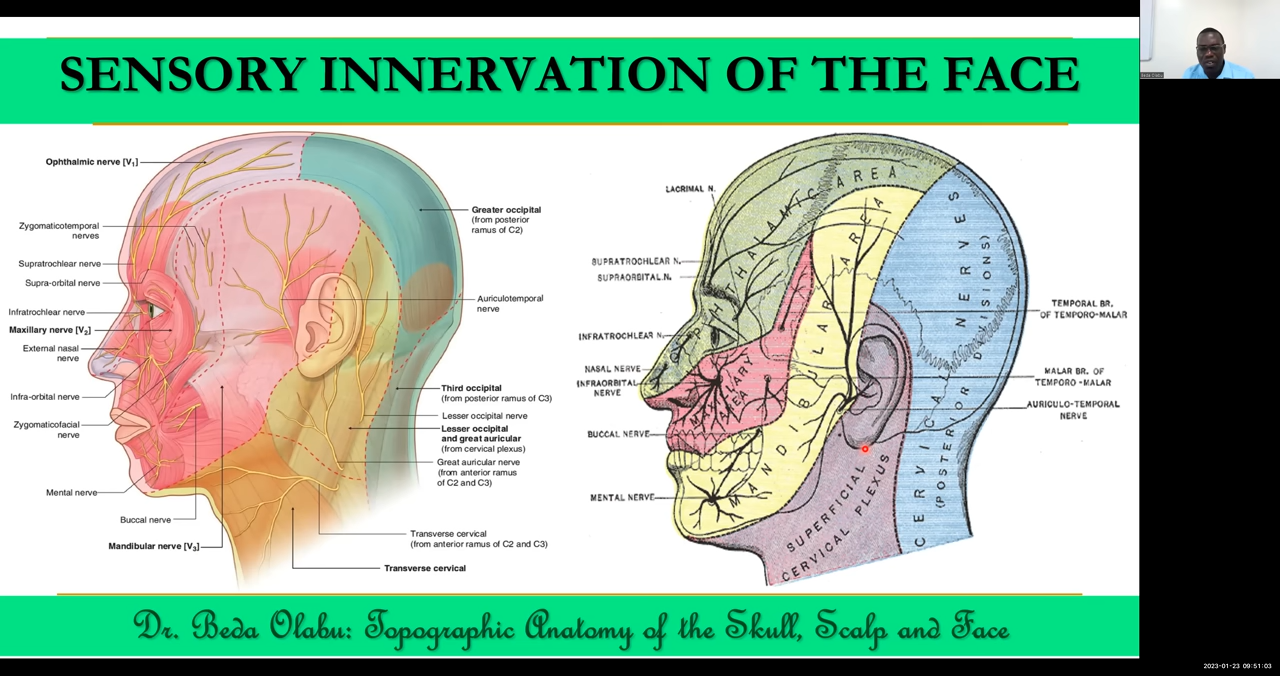 SENSORY INNERVATION OF THE FACE
Ophthalmic nerve [V1]
Zygomaticotemporal
nerves
Supratrochlear nerve
Supra-orbital nerve
Infratrochlear nerve
Maxillary nerve [V2]
External nasal
nerve
Infra-orbital nerve
Zygomaticofacial
nerve
Mental nerve
Buccal nerve
Mandibular nerve [V3]
Greater occipital
(from posterior
ramus of C2)
Auriculotemporal
nerve
Third occipital
(from posterior ramus of C3)
Lesser occipital nerve
Lesser occipital
and great auricular
(from cervical plexus)
Great auricular nerve
(from anterior ramus
of C2 and C3)
Transverse cervical
(from anterior ramus of C2 and C3)
Transverse cervical
LACRIMAL N.
SUPRATROCHLEAR N.
SUPRAORBITAL N.
INFRATROCHLEAR N.
NASAL NERVE
INFRAORBITAL
NERVE
BUCCAL NERVE
MENTAL NERVE
OPHTHALMIC AREA
MAXILLARY
AREA
MANDIBULAR AREA
SUPERFICIAL
CERVICAL PLEXUS
CERVICAL NERVES
(POSTERIOR DIVISIONS)
TEMPORAL BR.
OF TEMPORO-MALAR
MALAR BR. OF
TEMPORO-MALAR
AURICULO-TEMPORAL
NERVE
Dr. Beda Olabu: Topographic Anatomy of the Skull, Scalp and Face
Beda Olabu
2023-01-23 09:51:03